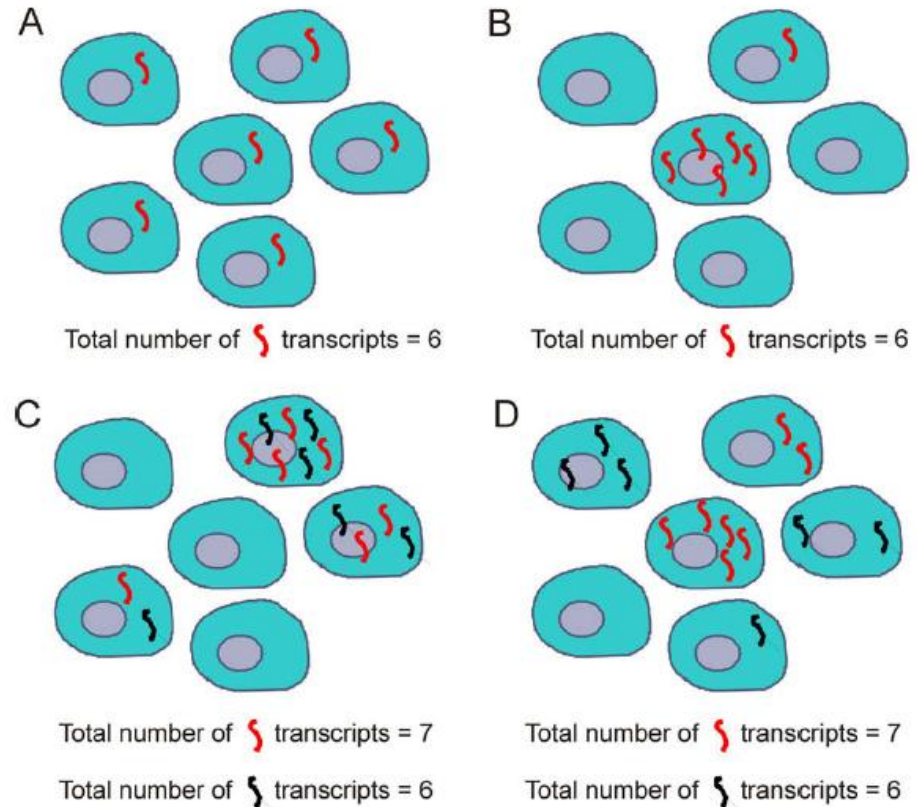 A
B
Total number of transcripts = 6
Total number of transcripts = 6
C
D
Total number of transcripts = 7
Total number of transcripts = 6
Total number of transcripts = 7
Total number of transcripts = 6